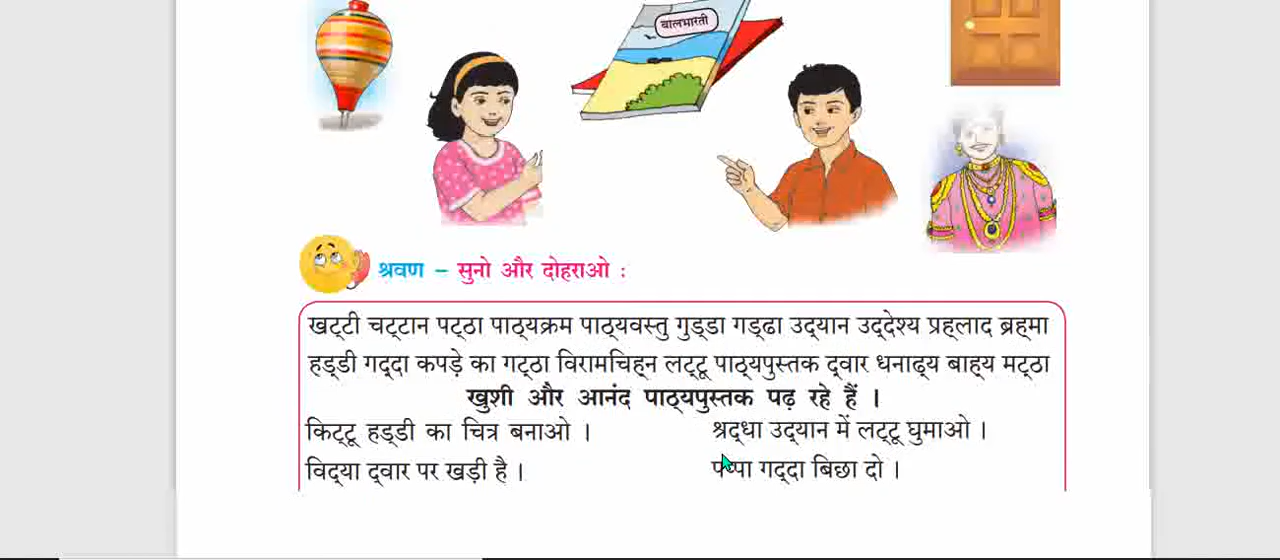 बालभारती
श्रवण – सुनो और दोहराओ :
खट्‌टी चट्‌टान पट्‌ठा पाठ्‌यक्रम पाठ्‌यवस्तु गुड्‌डा गड्‌ढा उद्‌यान उद्‌देश्य प्रह्‌लाद ब्रह्‌मा
हड्‌डी गद्‌दा कपड़े का गट्‌ठा विरामचिह्‌न लट्‌टू पाठ्‌यपुस्तक द्‌वार धनाढ्‌य बाह्‌य मट्‌ठा
खुशी और आनंद पाठ्‌यपुस्तक पढ़ रहे हैं ।
किट्‌टू हड्‌डी का चित्र बनाओ ।
श्रद्‌धा उद्‌यान में लट्‌टू घुमाओ ।
विद्‌या द्‌वार पर खड़ी है ।
पप्पा गद्‌दा बिछा दो ।